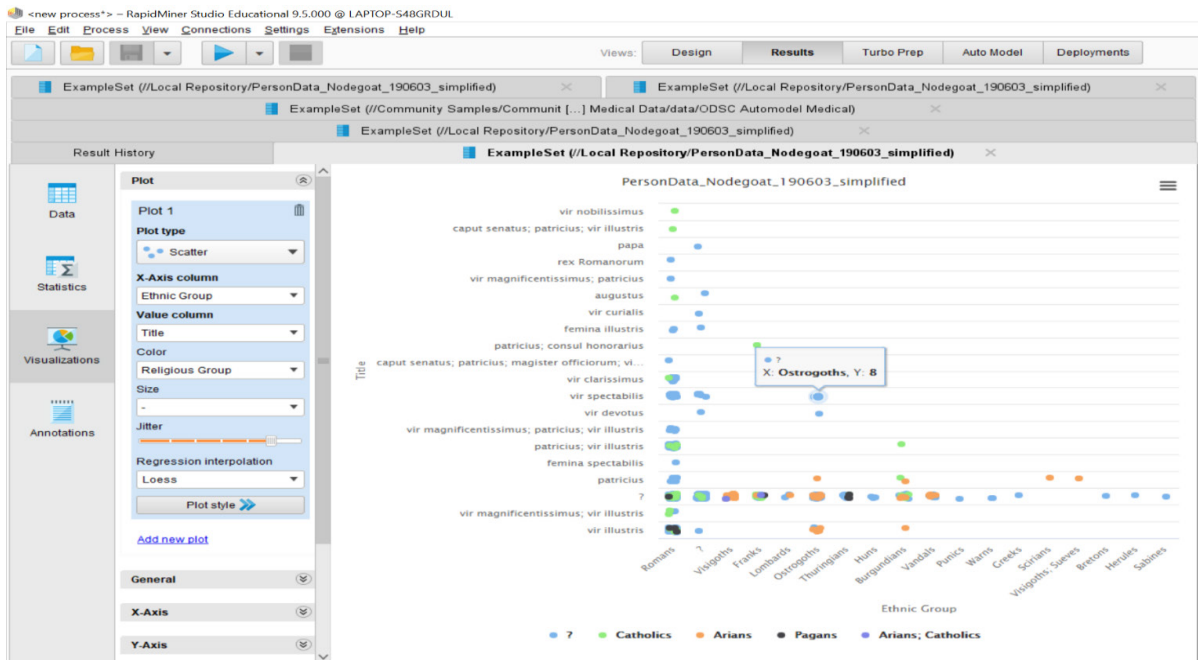 <new process*> – RapidMiner Studio Educational 9.5.000 @ LAPTOP-S48GRDUL
File Edit Process View Connections Settings Extensions Help
Views: Design Results Turbo Prep Auto Model Deployments
ExampleSet (//Local Repository/PersonData_Nodegoat_190603_simplified)
ExampleSet (//Local Repository/PersonData_Nodegoat_190603_simplified)
ExampleSet (//Community Samples/Communit [...] Medical Data/data/ODSC Automodel Medical)
ExampleSet (//Local Repository/PersonData_Nodegoat_190603_simplified)
Result History
ExampleSet (//Local Repository/PersonData_Nodegoat_190603_simplified)
Data
Statistics
Visualizations
Annotations
Plot
Plot 1
Plot type
Scatter
X-Axis column
Ethnic Group
Value column
Title
Color
Religious Group
Size
-
Jitter
Regression interpolation
Loess
Plot style
Add new plot
General
X-Axis
Y-Axis
PersonData_Nodegoat_190603_simplified
Title
vir nobilissimus
caput senatus; patricius; vir illustris
papa
rex Romanorum
vir magnificentissimus; patricius
augustus
vir curialis
femina illustris
patricius; consul honorarius
caput senatus; patricius; magister officiorum; vi...
vir clarissimus
vir spectabilis
vir devotus
vir magnificentissimus; patricius; vir illustris
patricius; vir illustris
femina spectabilis
patricius
?
vir magnificentissimus; vir illustris
vir illustris
? 
X: Ostrogoths, Y: 8
Romans
?
Visigoths
Franks
Lombards
Ostrogoths
Thuringians
Huns
Burgundians
Vandals
Punics
Warns
Greeks
Scirians
Visigoths; Sueves
Bretons
Herules
Sabines
Ethnic Group
? Catholics Arians Pagans Arians; Catholics